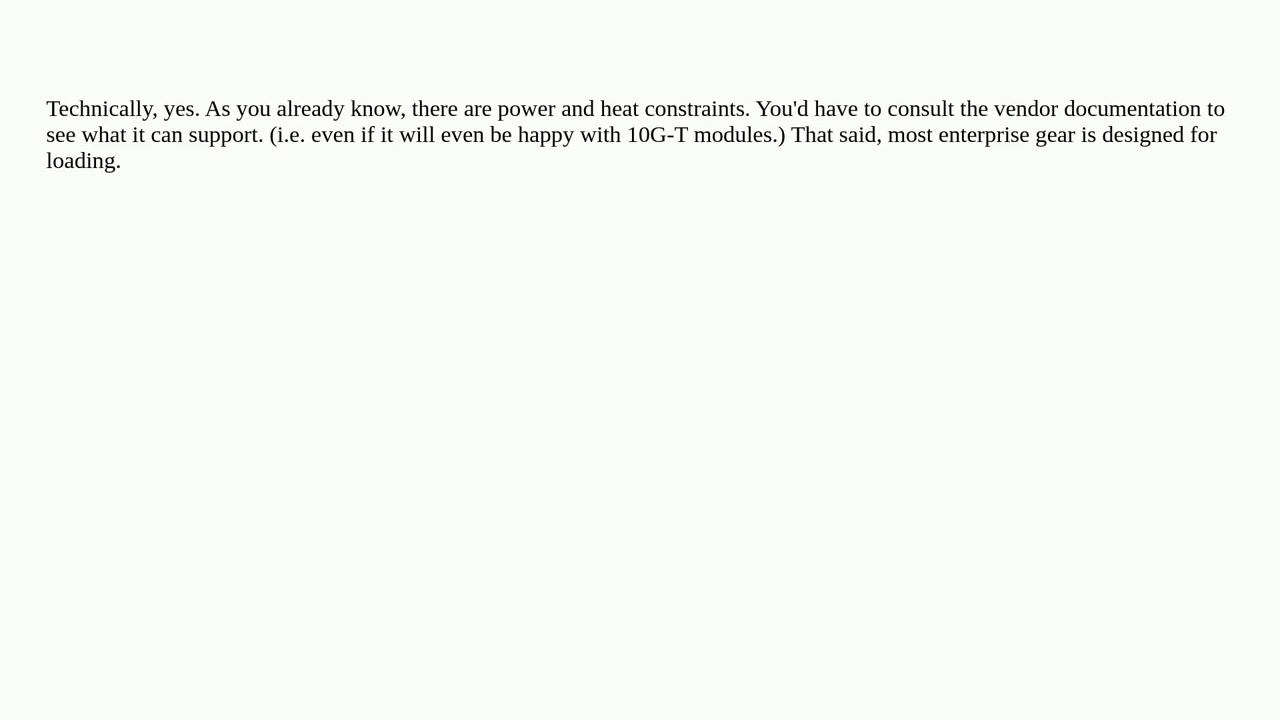 Technically, yes. As you already know, there are power and heat constraints. You'd have to consult the vendor documentation to
see what it can support. (i.e. even if it will even be happy with 10G-T modules.) That said, most enterprise gear is designed for
loading.